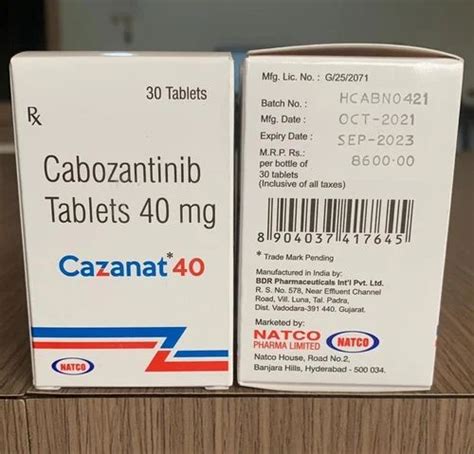 30 Tablets
Rx
Cabozantinib
Tablets 40 mg
Cazanat*40
NATCO
Mfg. Lic. No. : G/25/2071
Batch No. : HCABN0421
Mfg. Date : OCT-2021
Expiry Date : SEP-2023
M.R.P. Rs.: 8600.00
per bottle of
30 tablets
(Inclusive of all taxes)
8 904037 417645
* Trade Mark Pending
Manufactured in India by:
BDR Pharmaceuticals Int'l Pvt. Ltd.
R. S. No. 578, Near Effluent Channel
Road, Vill. Luna, Tal. Padra,
Dist. Vadodara-391 440. Gujarat.
Marketed by:
NATCO
PHARMA LIMITED
NATCO
Natco House, Road No.2,
Banjara Hills, Hyderabad - 500 034.